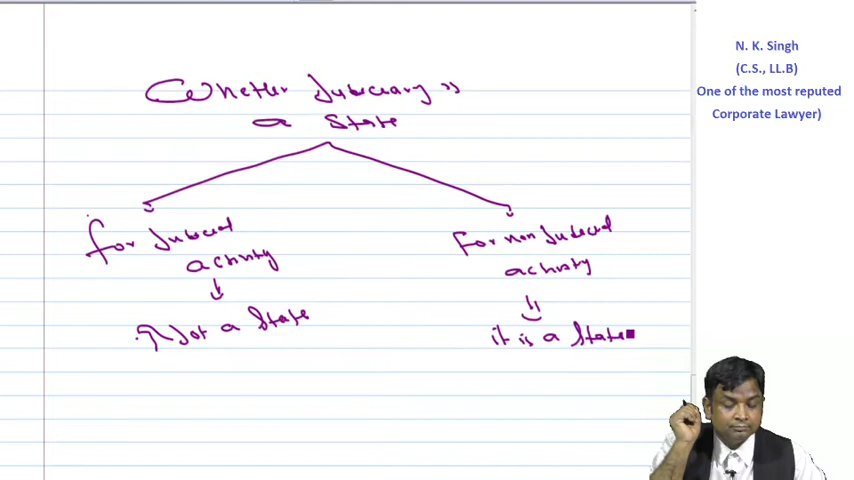 Whether Judiciary is
a State
for Judicial
activity
Not a State
for non Judicial
activity
it is a State
N. K. Singh
(C.S., LL.B)
One of the most reputed
Corporate Lawyer)